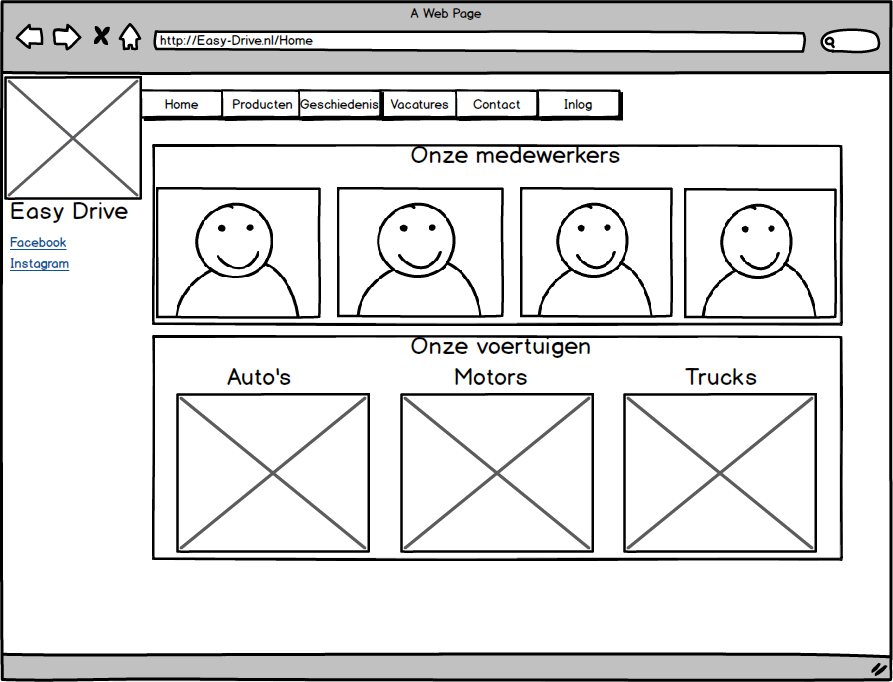 A Web Page
http://Easy-Drive.nl/Home
Home Producten Geschiedenis Vacatures Contact Inlog
Easy Drive
Facebook
Instagram
Onze medewerkers
Onze voertuigen
Auto's Motors Trucks